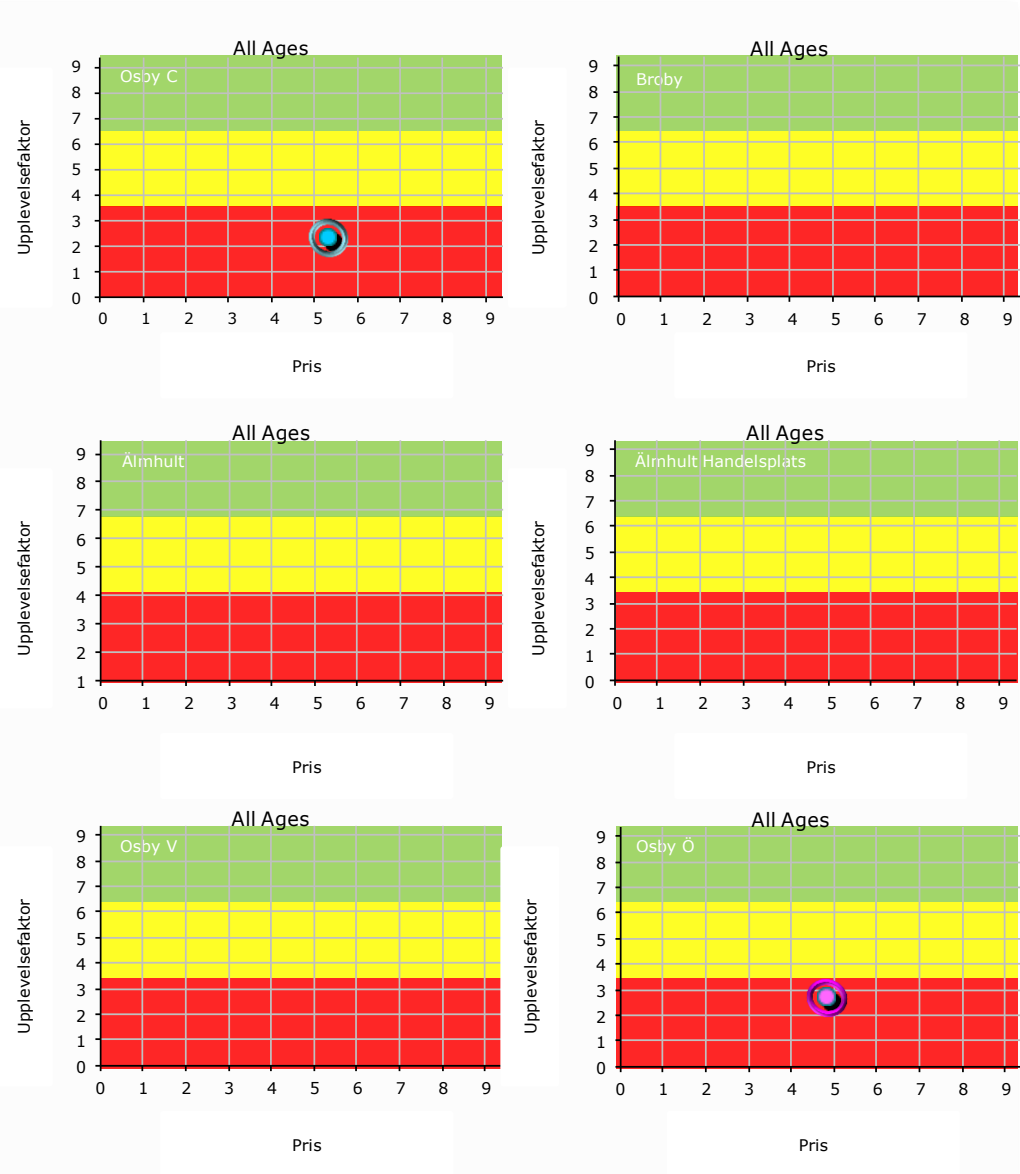 All Ages
Osby C
9
8
7
6
5
4
3
2
1
0
0 1 2 3 4 5 6 7 8 9
Upplevelsefaktor
Pris
All Ages
Broby
9
8
7
6
5
4
3
2
1
0
0 1 2 3 4 5 6 7 8 9
Upplevelsefaktor
Pris
All Ages
Älmhult
9
8
7
6
5
4
3
2
1
0 1 2 3 4 5 6 7 8 9
Upplevelsefaktor
Pris
All Ages
Älmhult Handelsplats
9
8
7
6
5
4
3
2
1
0
0 1 2 3 4 5 6 7 8 9
Upplevelsefaktor
Pris
All Ages
Osby V
9
8
7
6
5
4
3
2
1
0
0 1 2 3 4 5 6 7 8 9
Upplevelsefaktor
Pris
All Ages
Osby Ö
9
8
7
6
5
4
3
2
1
0
0 1 2 3 4 5 6 7 8 9
Upplevelsefaktor
Pris